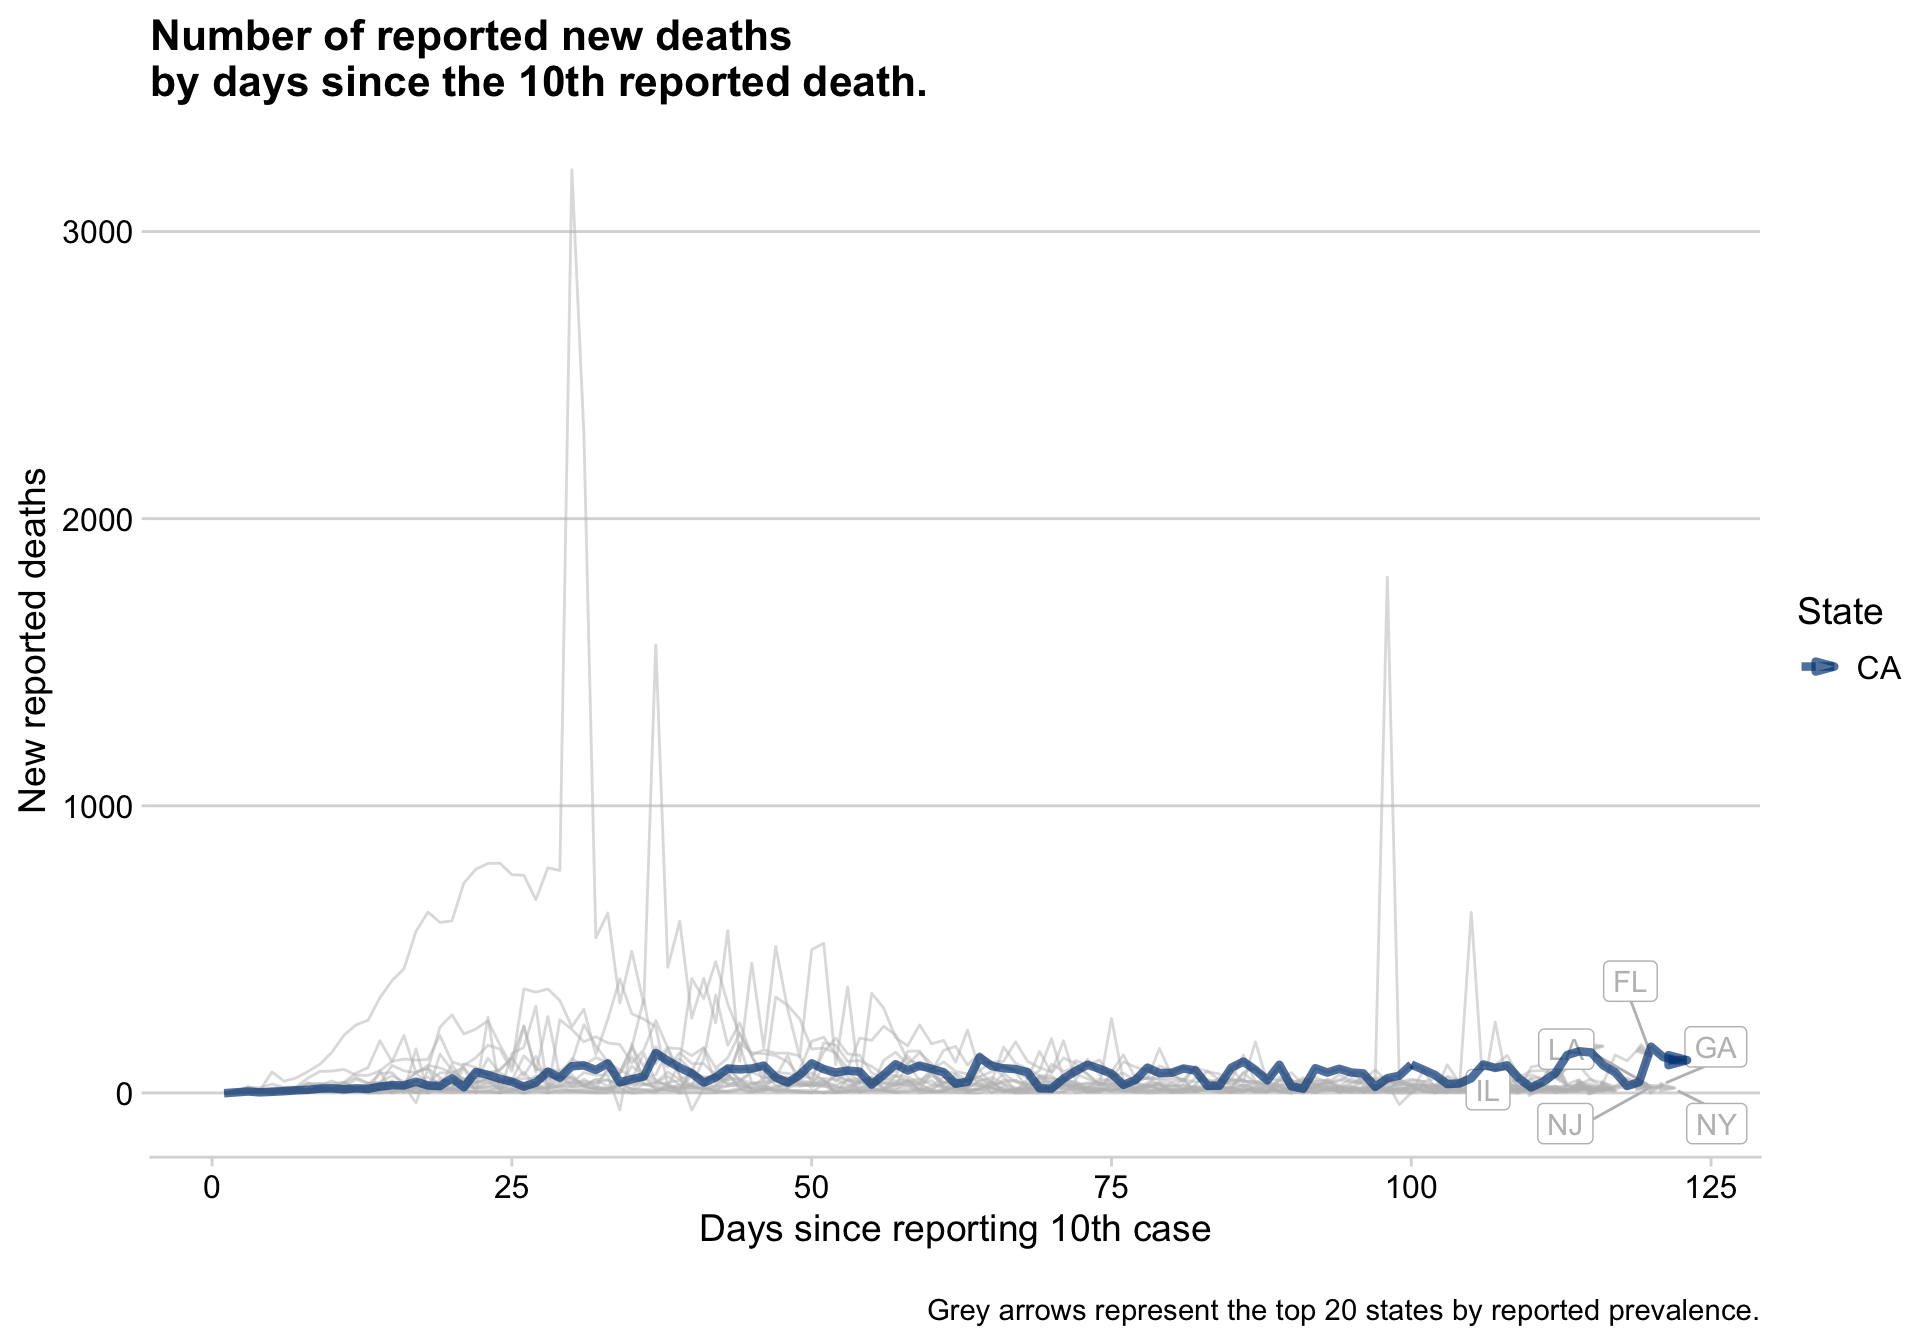 Number of reported new deaths
by days since the 10th reported death.
New reported deaths
3000
2000
1000
0
0
25
50
75
100
125
Days since reporting 10th case
FL
LA
GA
IL
NJ
NY
State
CA
Grey arrows represent the top 20 states by reported prevalence.